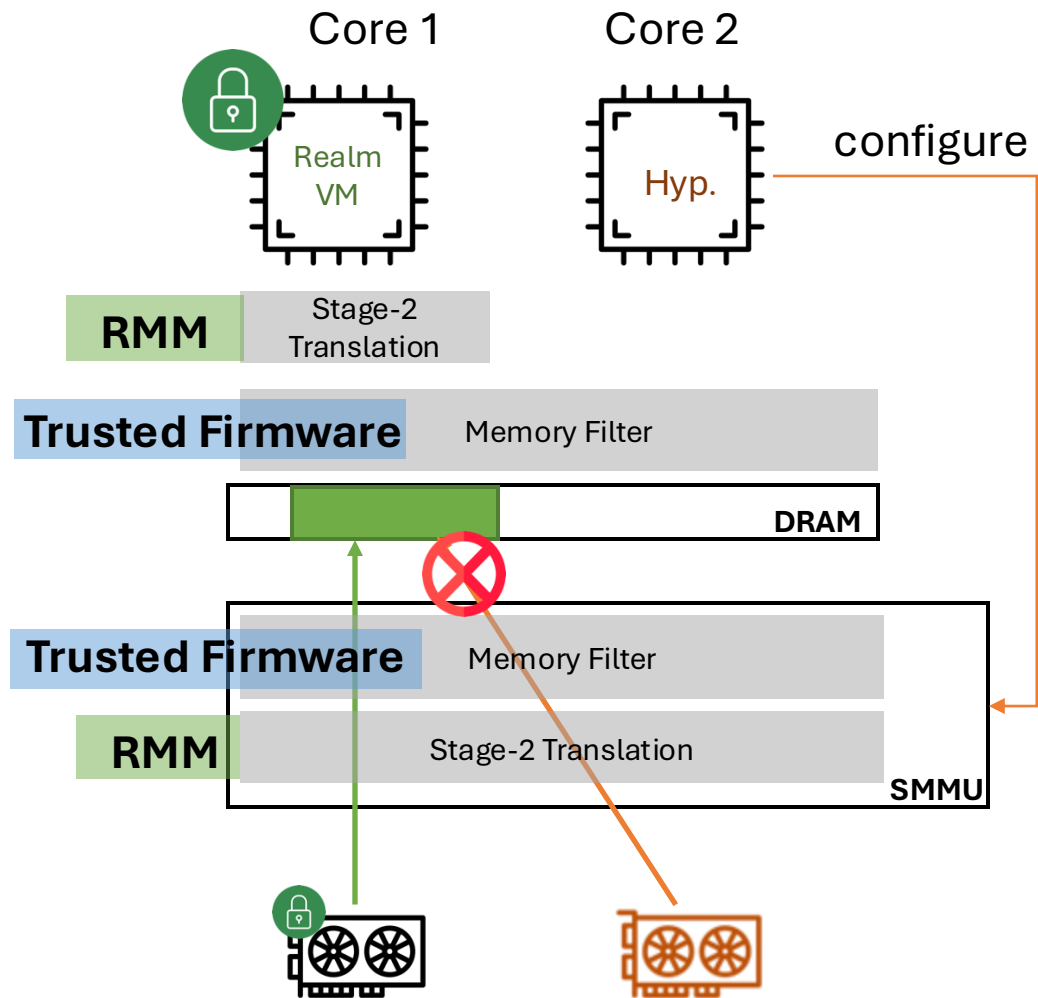 Core 1
Core 2
Realm
VM
Hyp.
configure
RMM
Stage-2
Translation
Trusted Firmware
Memory Filter
DRAM
Trusted Firmware
Memory Filter
RMM
Stage-2 Translation
SMMU